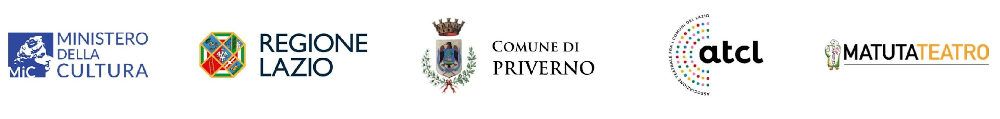 MiC
MINISTERO
DELLA
CULTURA
REGIONE
LAZIO
COMUNE DI
PRIVERNO
ASSOCIAZIONE TEATRALE FRA I COMUNI DEL LAZIO
atcl
MATUTATEATRO